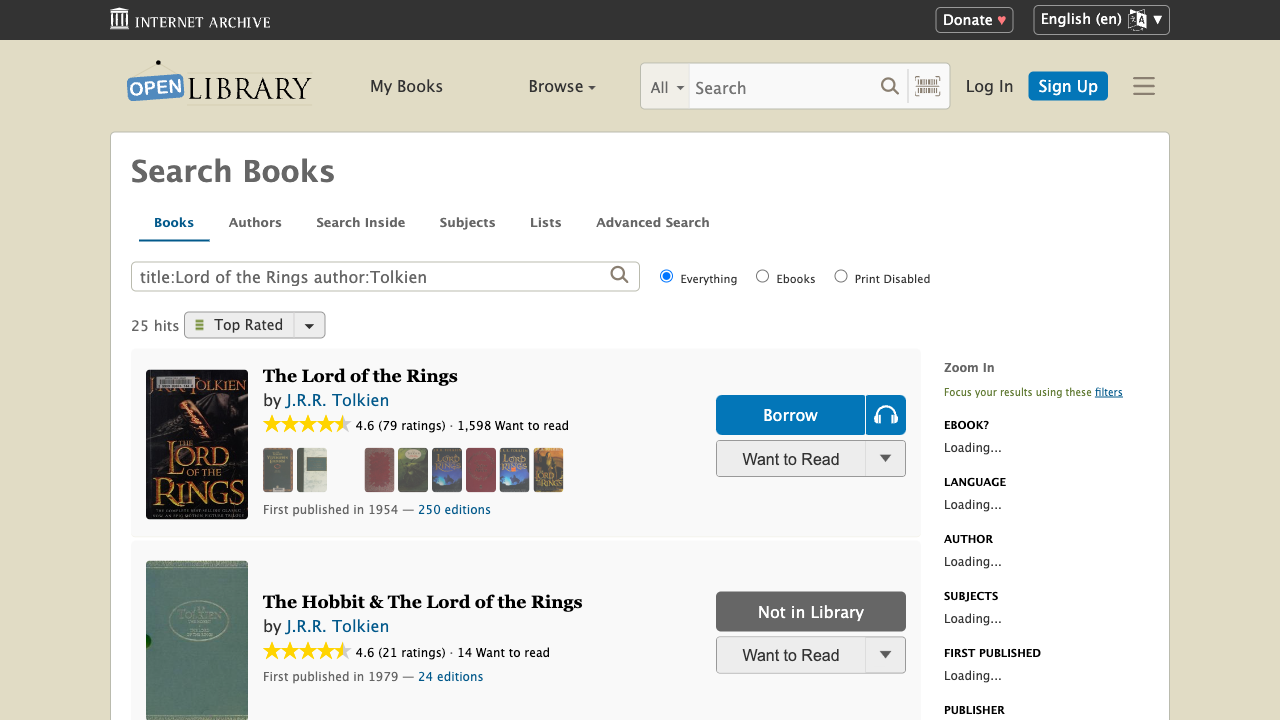 INTERNET ARCHIVE
Donate ♥
English (en) ▼
OPEN LIBRARY
My Books
Browse
All
Search
Log In
Sign Up
Search Books
Books
Authors
Search Inside
Subjects
Lists
Advanced Search
title:Lord of the Rings author:Tolkien
Everything
Ebooks
Print Disabled
25 hits
Top Rated
J.R.R. TOLKIEN
THE
LORD
OF THE
RINGS
The Lord of the Rings
by J.R.R. Tolkien
4.6 (79 ratings) · 1,598 Want to read
First published in 1954 — 250 editions
Borrow
Want to Read
The Hobbit & The Lord of the Rings
by J.R.R. Tolkien
4.6 (21 ratings) · 14 Want to read
First published in 1979 — 24 editions
Not in Library
Want to Read
Zoom In
Focus your results using these filters
EBOOK?
Loading...
LANGUAGE
Loading...
AUTHOR
Loading...
SUBJECTS
Loading...
FIRST PUBLISHED
Loading...
PUBLISHER